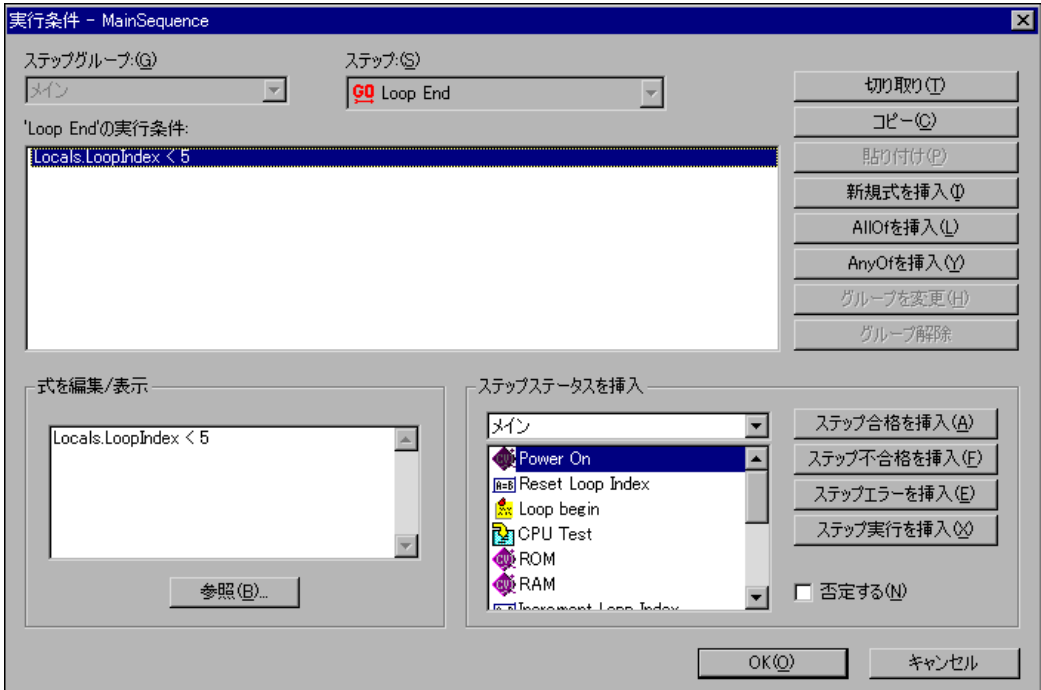 実行条件 - MainSequence
ステップグループ:(G)
ステップ:(S)
メイン
GO Loop End
'Loop End'の実行条件:
Locals.LoopIndex < 5
切り取り(T)
コピー(C)
貼り付け(P)
新規式を挿入(I)
AllOfを挿入(L)
AnyOfを挿入(Y)
グループを変更(H)
グループ解除
式を編集/表示
Locals.LoopIndex < 5
参照(B)...
ステップステータスを挿入
メイン
CVI Power On
A=B Reset Loop Index
Loop begin
CPU Test
CVI ROM
CVI RAM
A=B Increment Loop Index
ステップ合格を挿入(A)
ステップ不合格を挿入(F)
ステップエラーを挿入(E)
ステップ実行を挿入(X)
否定する(N)
OK(O)
キャンセル